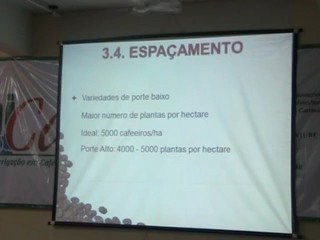 3.4. ESPAÇAMENTO
Variedades de porte baixo
Maior número de plantas por hectare
Ideal: 5000 cafeeiros/ha
Porte Alto: 4000 - 5000 plantas por hectare